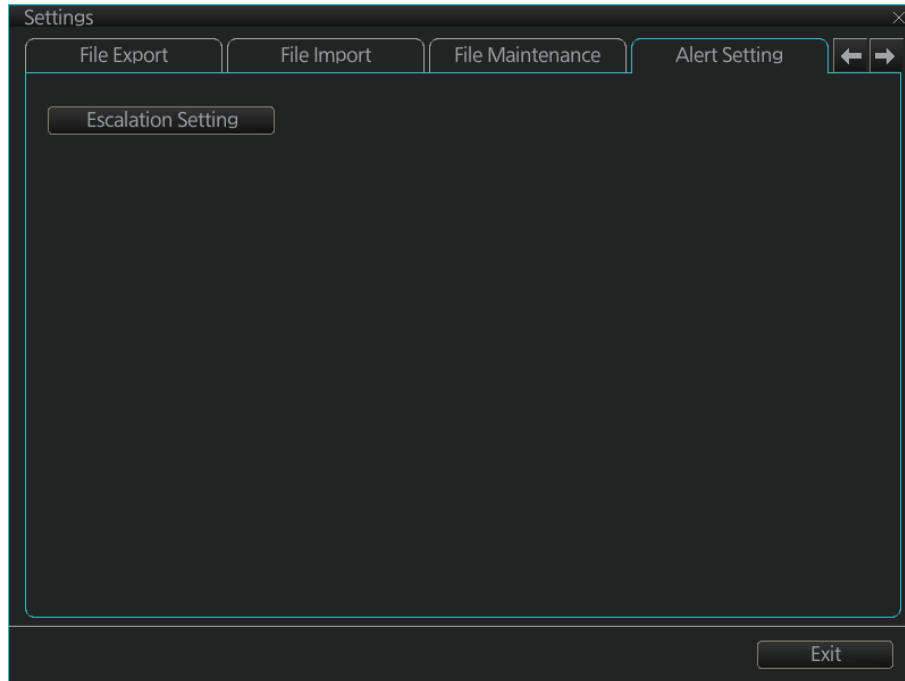 Settings
File Export File Import File Maintenance Alert Setting
Escalation Setting
Exit